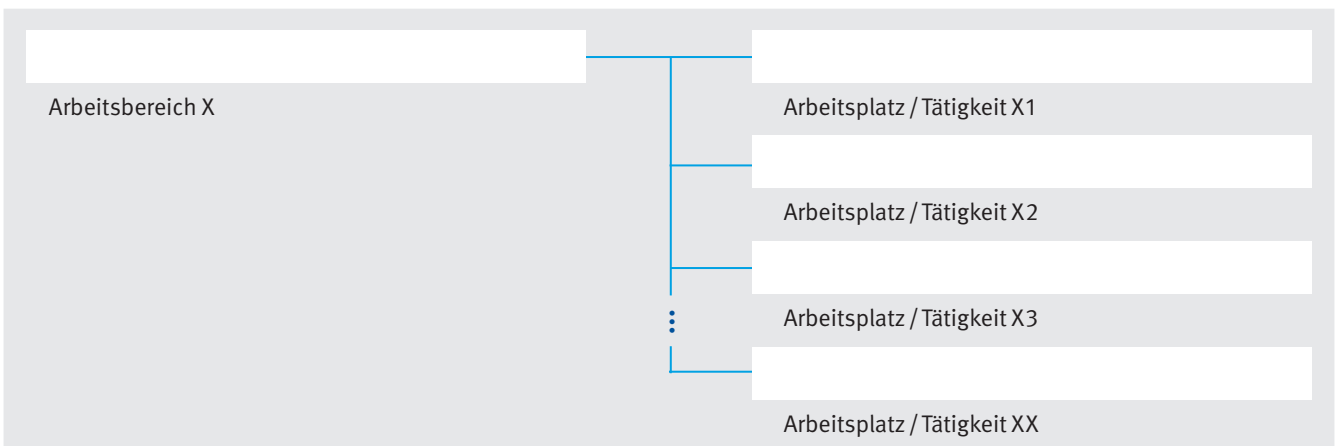 Arbeitsbereich X
Arbeitsplatz / Tätigkeit X1
Arbeitsplatz / Tätigkeit X2
Arbeitsplatz / Tätigkeit X3
Arbeitsplatz / Tätigkeit XX